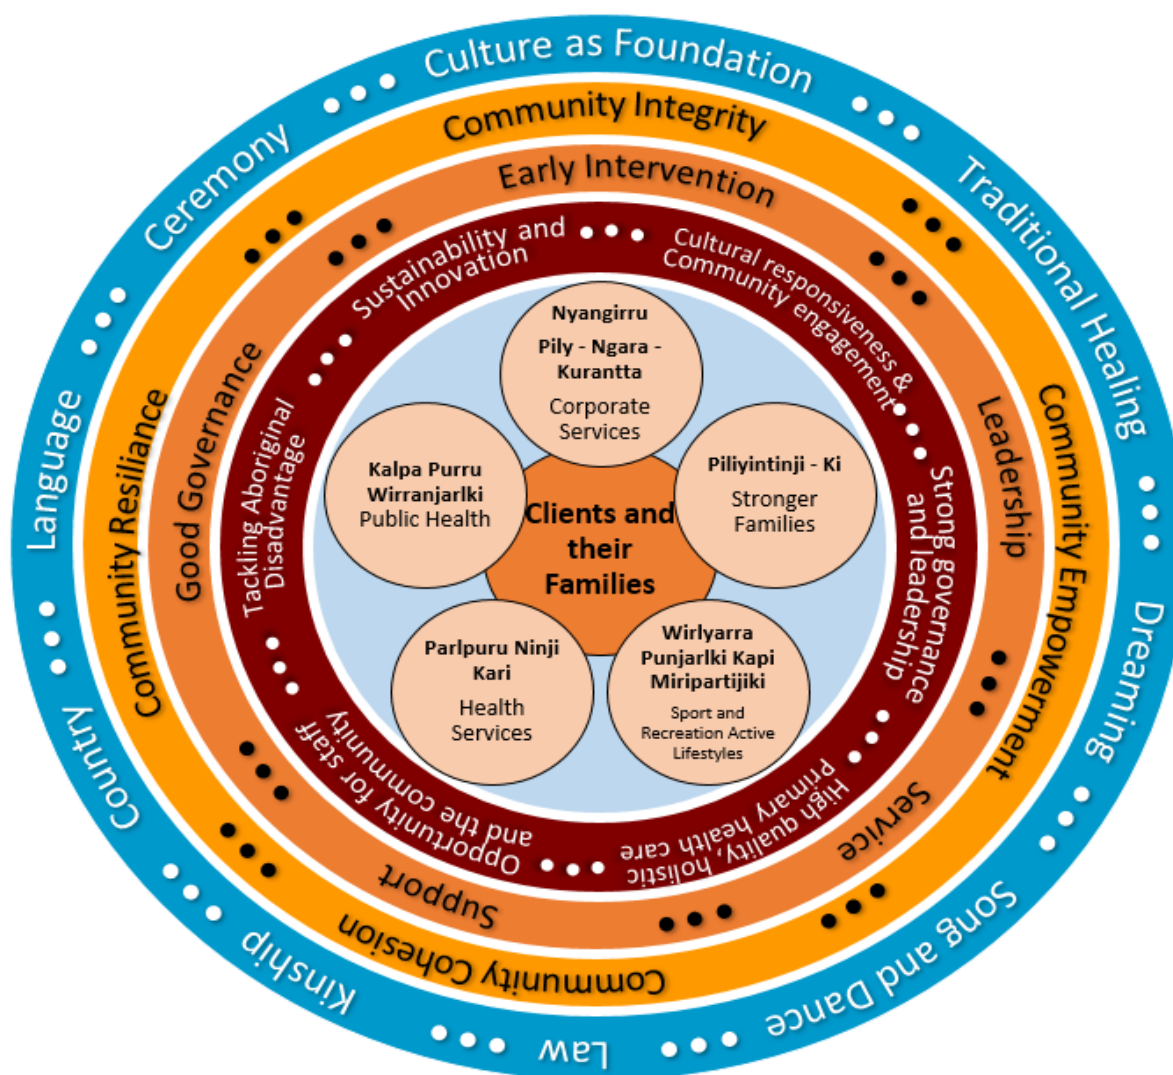 Culture as Foundation
Traditional Healing
Dreaming
Song and Dance
Law
Kinship
Country
Language
Ceremony
Community Integrity
Community Empowerment
Community Cohesion
Community Resiliance
Early Intervention
Leadership
Service
Support
Good Governance
Sustainability and
Innovation
Cultural responsiveness &
Community engagement
Strong governance
and leadership
High quality, holistic
Primary health care
Opportunity for staff
and the community
Tackling Aboriginal
Disadvantage
Nyangirru
Pily - Ngara -
Kurantta
Corporate
Services
Piliyintinji - Ki
Stronger
Families
Wirlyarra
Punjarlki Kapi
Miripartijiki
Sport and
Recreation Active
Lifestyles
Parlpuru Ninji
Kari
Health
Services
Kalpa Purru
Wirranjarlki
Public Health
Clients and
their
Families